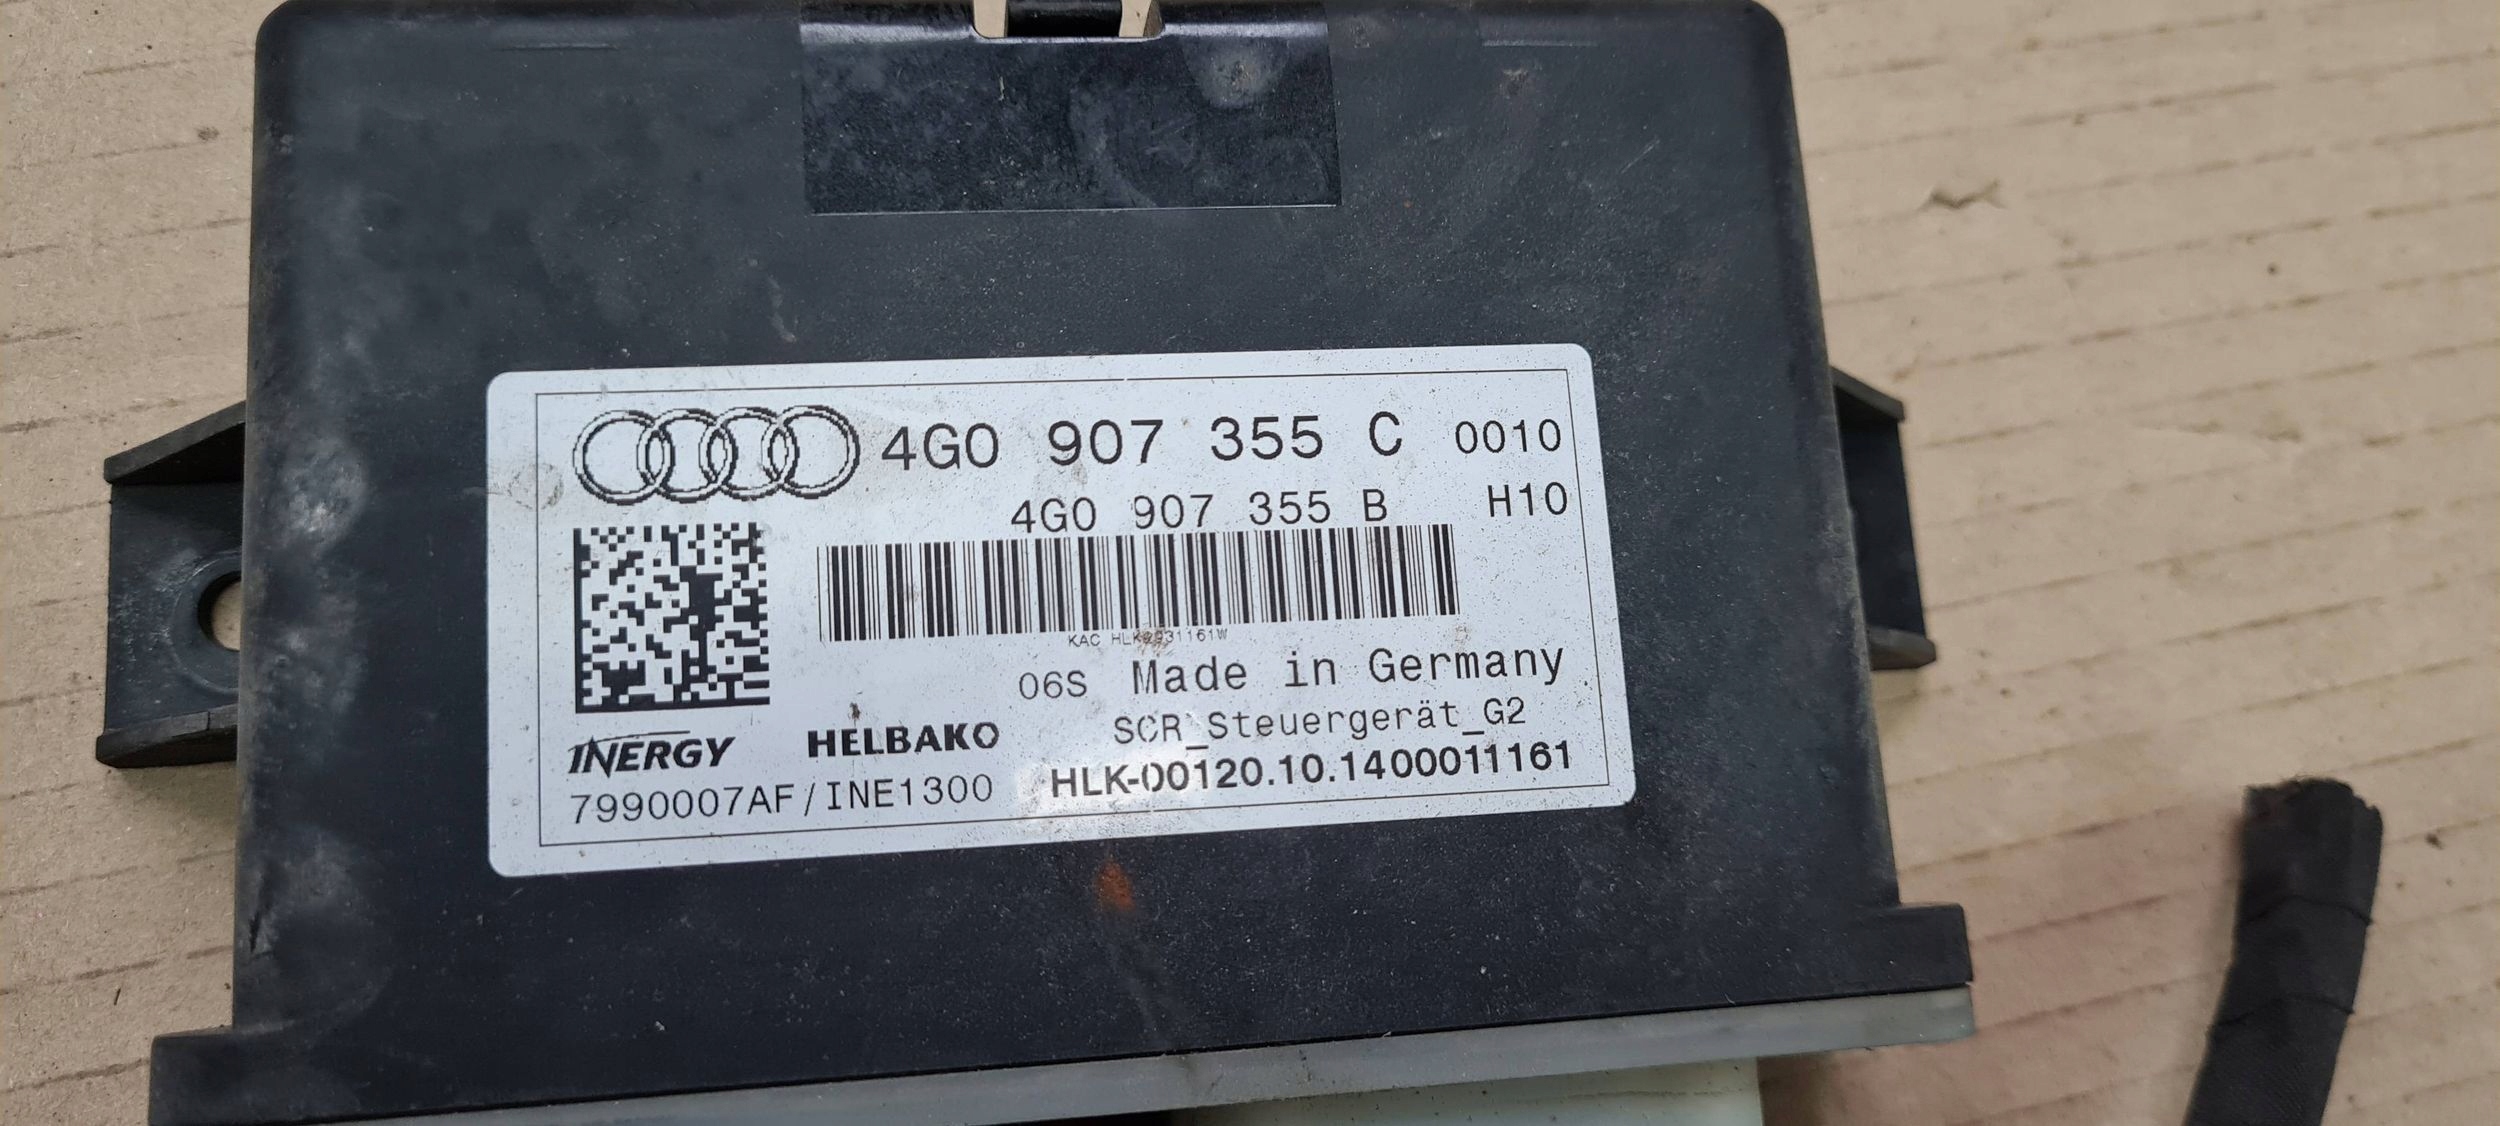 4G0 907 355 C 0010
4G0 907 355 B H10
06S Made in Germany
SCR_Steuergerät_G2
INERGY HELBAKO
7990007AF/INE1300 HLK-00120.10.1400011161